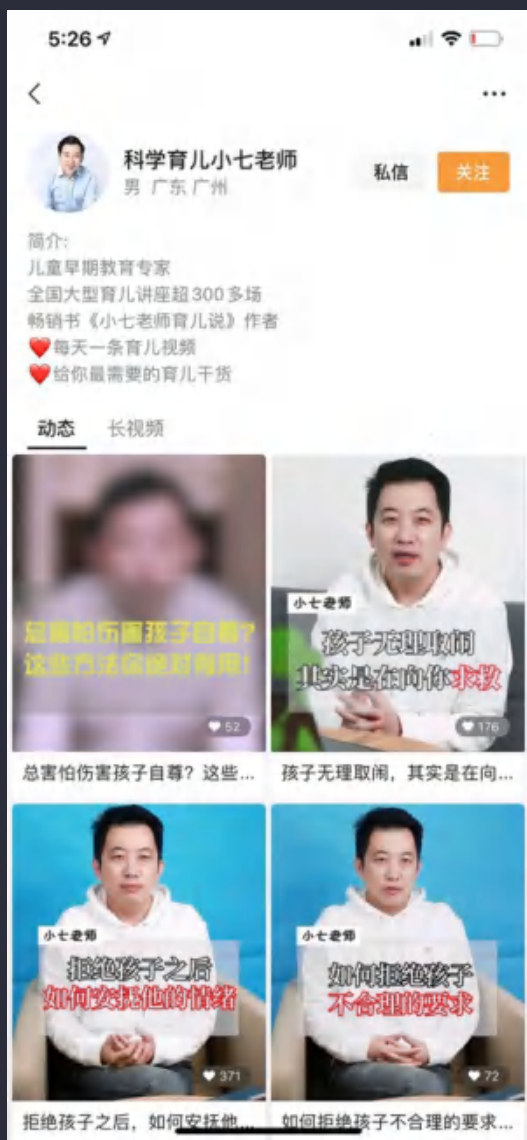 5:26
科学育儿小七老师
男 广东 广州
私信
关注
简介:
儿童早期教育专家
全国大型育儿讲座超300多场
畅销书《小七老师育儿说》作者
❤️每天一条育儿视频
❤️给你最需要的育儿干货
动态
长视频
总害怕伤害孩子自尊?
这些方法你绝对有用!
52
总害怕伤害孩子自尊?这些...
小七老师
孩子无理取闹
其实是在向你求救
176
孩子无理取闹,其实是在向...
小七老师
拒绝孩子之后
如何安抚他的情绪
371
拒绝孩子之后,如何安抚他...
小七老师
如何拒绝孩子
不合理的要求
72
如何拒绝孩子不合理的要求...